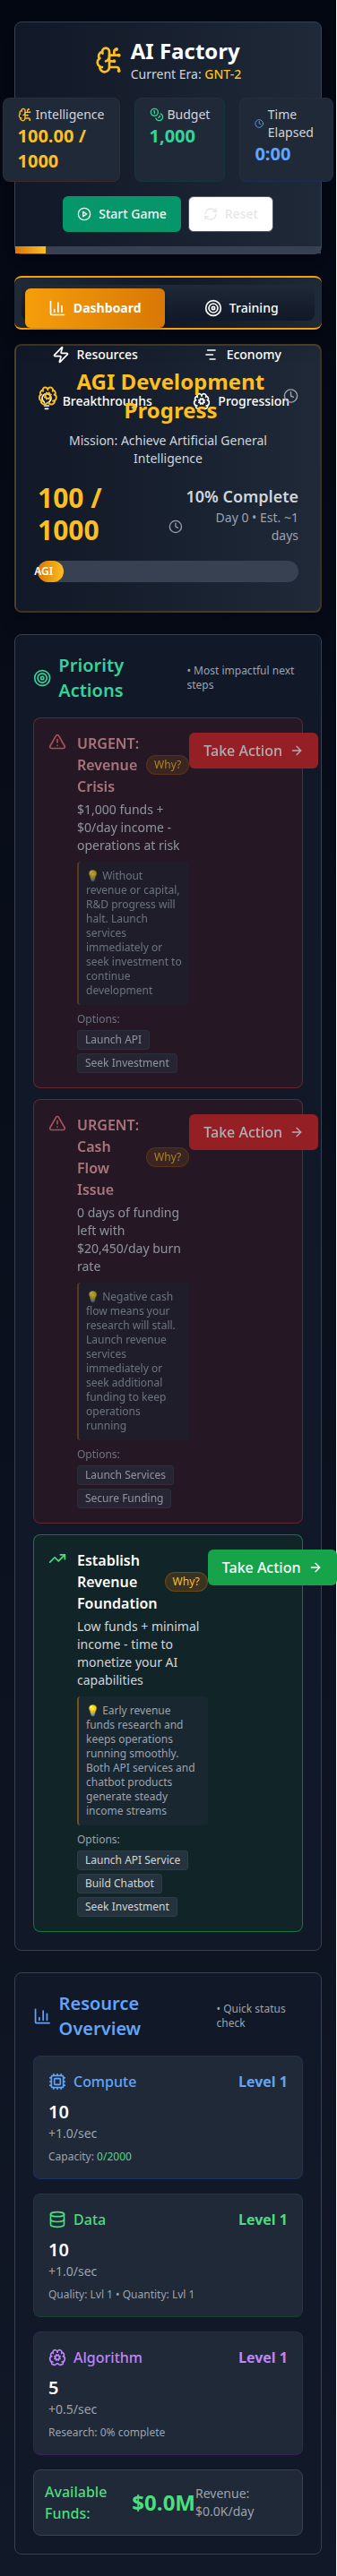 AI Factory
Current Era: GNT-2
Intelligence
100.00 /
1000
Budget
1,000
Time
Elapsed
0:00
Start Game
Reset
Dashboard
Training
Resources
Economy
Breakthroughs
Progression
AGI Development
Progress
Mission: Achieve Artificial General
Intelligence
100 /
1000
10% Complete
Day 0 • Est. ~1
days
AGI
Priority
Actions
• Most impactful next
steps
URGENT:
Revenue
Crisis
Why?
Take Action
$1,000 funds +
$0/day income -
operations at risk
💡 Without
revenue or capital,
R&D progress will
halt. Launch
services
immediately or
seek investment to
continue
development
Options:
Launch API
Seek Investment
URGENT:
Cash
Flow
Issue
Why?
Take Action
0 days of funding
left with
$20,450/day burn
rate
💡 Negative cash
flow means your
research will stall.
Launch revenue
services
immediately or
seek additional
funding to keep
operations
running
Options:
Launch Services
Secure Funding
Establish
Revenue
Foundation
Why?
Take Action
Low funds + minimal
income - time to
monetize your AI
capabilities
💡 Early revenue
funds research and
keeps operations
running smoothly.
Both API services and
chatbot products
generate steady
income streams
Options:
Launch API Service
Build Chatbot
Seek Investment
Resource
Overview
• Quick status
check
Compute
Level 1
10
+1.0/sec
Capacity: 0/2000
Data
Level 1
10
+1.0/sec
Quality: Lvl 1 • Quantity: Lvl 1
Algorithm
Level 1
5
+0.5/sec
Research: 0% complete
Available
Funds:
$0.0M
Revenue:
$0.0K/day